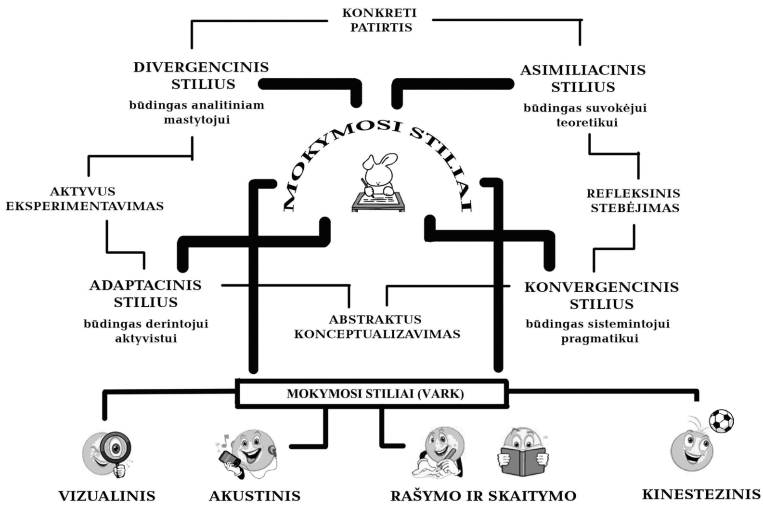 KONKRETI
PATIRTIS
DIVERGENCINIS
STILIUS
būdingas analitiniam
mastytojui
ASIMILIACINIS
STILIUS
būdingas suvokėjui
teoretikui
MOKYMOSI STILIAI
AKTYVUS
EKSPERIMENTAVIMAS
REFLEKSINIS
STEBĖJIMAS
ADAPTACINIS
STILIUS
būdingas derintojui
aktyvistui
ABSTRAKTUS
KONCEPTUALIZAVIMAS
KONVERGENCINIS
STILIUS
būdingas sistemintojui
pragmatikui
MOKYMOSI STILIAI (VARK)
VIZUALINIS
AKUSTINIS
RAŠYMO IR SKAITYMO
KINESTEZINIS